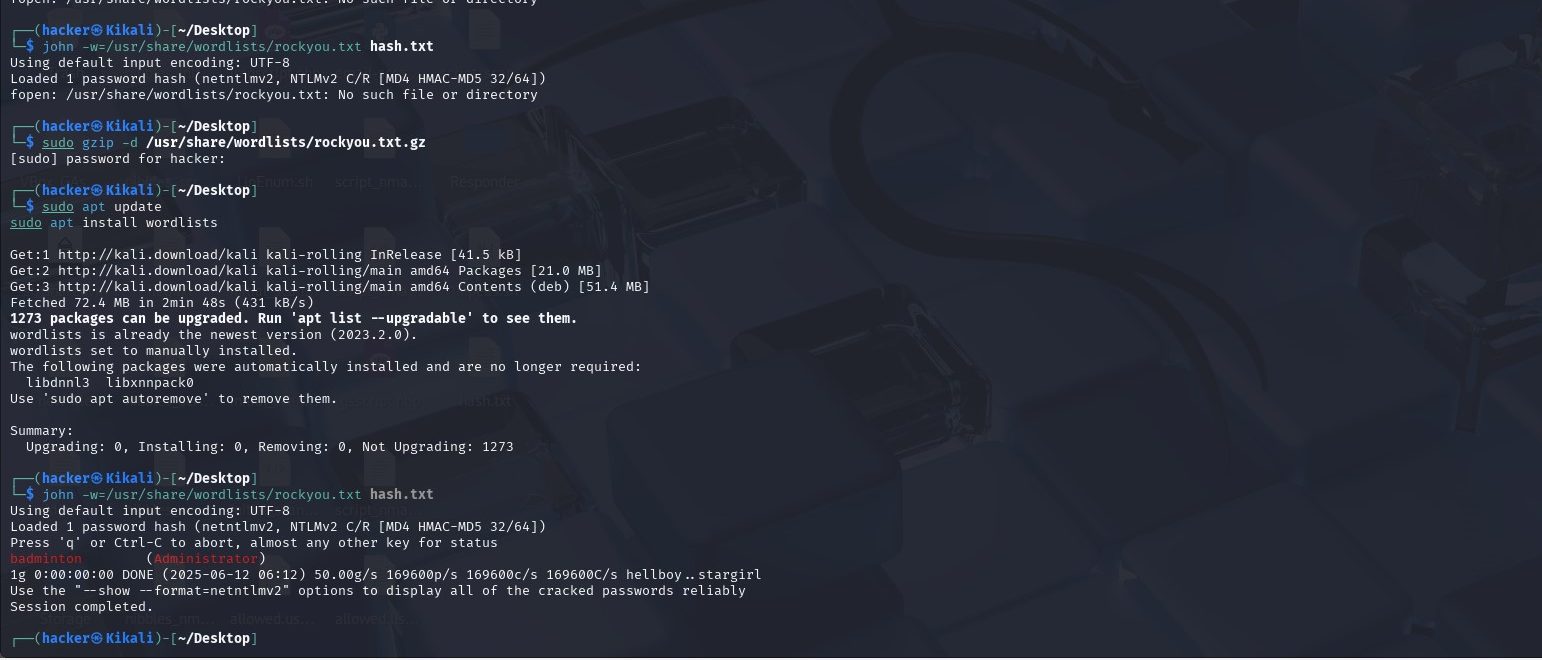 fopen: /usr/share/wordlists/rockyou.txt: No such file or directory
┌──(hacker㉿Kikali)-[~/Desktop]
└─$ john -w=/usr/share/wordlists/rockyou.txt hash.txt
Using default input encoding: UTF-8
Loaded 1 password hash (netntlmv2, NTLMv2 C/R [MD4 HMAC-MD5 32/64])
fopen: /usr/share/wordlists/rockyou.txt: No such file or directory
┌──(hacker㉿Kikali)-[~/Desktop]
└─$ sudo gzip -d /usr/share/wordlists/rockyou.txt.gz
[sudo] password for hacker:
LinEnum.sh script_nma... Responder
┌──(hacker㉿Kikali)-[~/Desktop]
└─$ sudo apt update
sudo apt install wordlists
Get:1 http://kali.download/kali kali-rolling InRelease [41.5 kB]
Get:2 http://kali.download/kali kali-rolling/main amd64 Packages [21.0 MB]
Get:3 http://kali.download/kali kali-rolling/main amd64 Contents (deb) [51.4 MB]
Fetched 72.4 MB in 2min 48s (431 kB/s)
1273 packages can be upgraded. Run 'apt list --upgradable' to see them.
wordlists is already the newest version (2023.2.0).
wordlists set to manually installed.
The following packages were automatically installed and are no longer required:
  libdnnl3  libxnnpack0
Use 'sudo apt autoremove' to remove them.
hash.txt
Summary:
  Upgrading: 0, Installing: 0, Removing: 0, Not Upgrading: 1273
┌──(hacker㉿Kikali)-[~/Desktop]
└─$ john -w=/usr/share/wordlists/rockyou.txt hash.txt
Using default input encoding: UTF-8
script_nma...
Loaded 1 password hash (netntlmv2, NTLMv2 C/R [MD4 HMAC-MD5 32/64])
Press 'q' or Ctrl-C to abort, almost any other key for status
badminton        (Administrator)
1g 0:00:00:00 DONE (2025-06-12 06:12) 50.00g/s 169600p/s 169600c/s 169600C/s hellboy..stargirl
Use the "--show --format=netntlmv2" options to display all of the cracked passwords reliably
Session completed.
Storage nibbles_nm... allowed.us... allowed.us...
┌──(hacker㉿Kikali)-[~/Desktop]